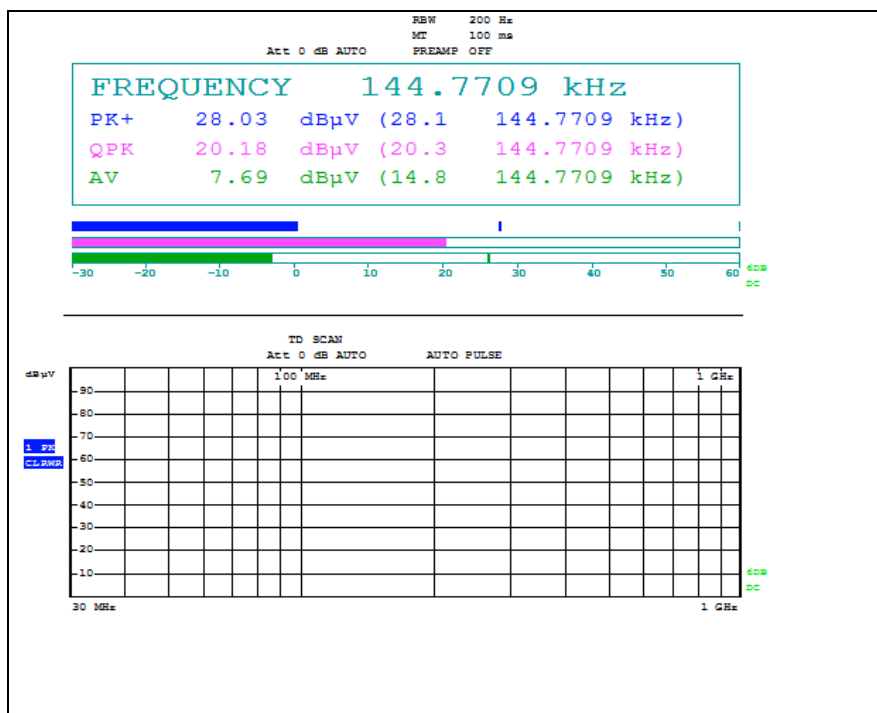 RBW 200 Hz
MT 100 ms
Att 0 dB AUTO PREAMP OFF
FREQUENCY 144.7709 kHz
PK+ 28.03 dBµV (28.1 144.7709 kHz)
QPK 20.18 dBµV (20.3 144.7709 kHz)
AV 7.69 dBµV (14.8 144.7709 kHz)
-30 -20 -10 0 10 20 30 40 50 60
6DB
DC
TD SCAN
Att 0 dB AUTO AUTO PULSE
dBµV
100 MHz 1 GHz
90
80
70
1 PK
CLRWR
60
50
40
30
20
10
6DB
DC
30 MHz 1 GHz